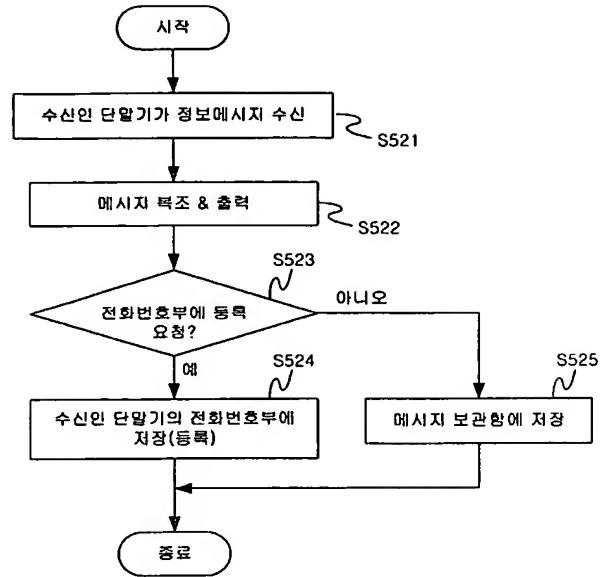 시작
수신인 단말기가 정보메시지 수신
S521
메시지 복조 & 출력
S522
S523
전화번호부에 등록
요청?
아니오
예
S524
수신인 단말기의 전화번호부에
저장(등록)
S525
메시지 보관함에 저장
종료